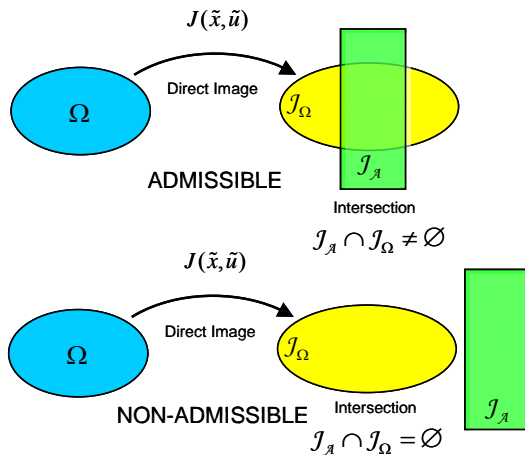 J(x̃,ũ)
Direct Image
Ω
𝒥_Ω
𝒥_𝒜
ADMISSIBLE
Intersection
𝒥_𝒜 ∩ 𝒥_Ω ≠ ∅
J(x̃,ũ)
Direct Image
Ω
𝒥_Ω
𝒥_𝒜
NON-ADMISSIBLE
Intersection
𝒥_𝒜 ∩ 𝒥_Ω = ∅